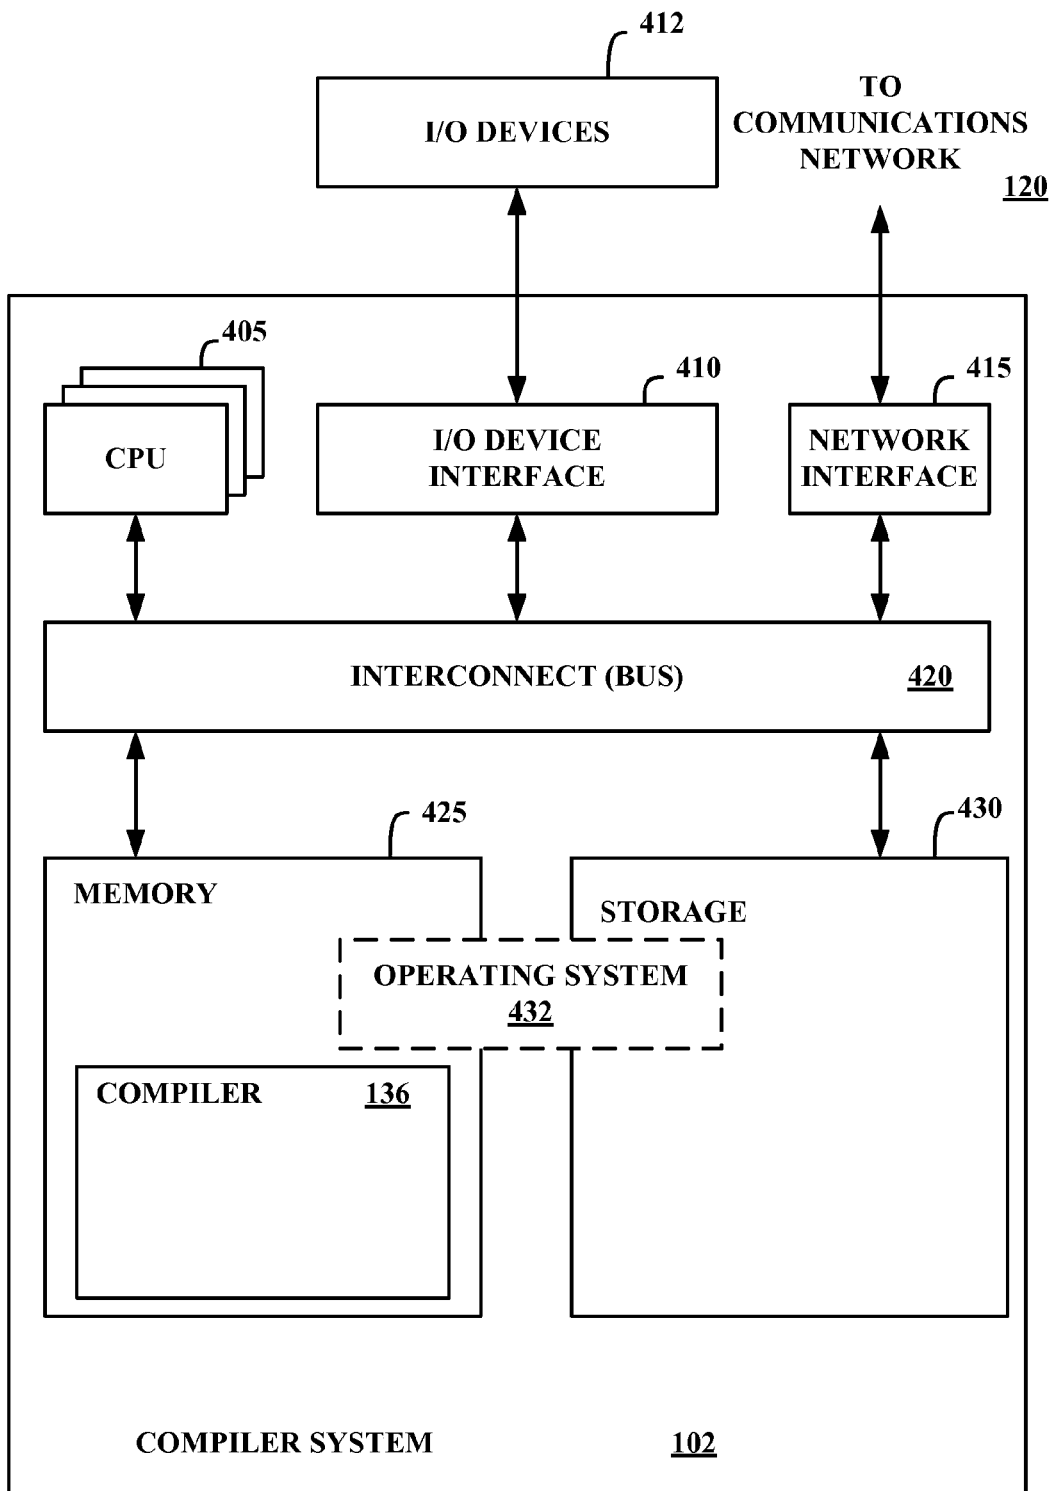 412
I/O DEVICES
TO
COMMUNICATIONS
NETWORK
120
405
410
415
CPU
I/O DEVICE
INTERFACE
NETWORK
INTERFACE
INTERCONNECT (BUS)
420
425
430
MEMORY
STORAGE
OPERATING SYSTEM
432
COMPILER
136
COMPILER SYSTEM
102